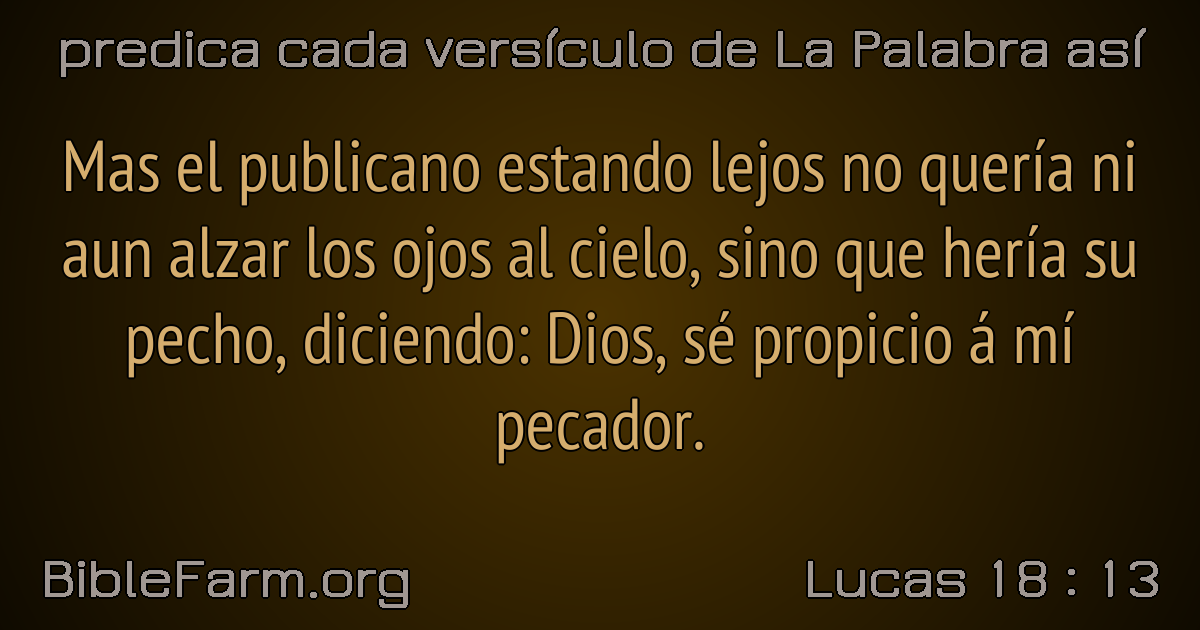 predica cada versículo de La Palabra así
Mas el publicano estando lejos no quería ni
aun alzar los ojos al cielo, sino que hería su
pecho, diciendo: Dios, sé propicio á mí
pecador.
BibleFarm.org
Lucas 18 : 13